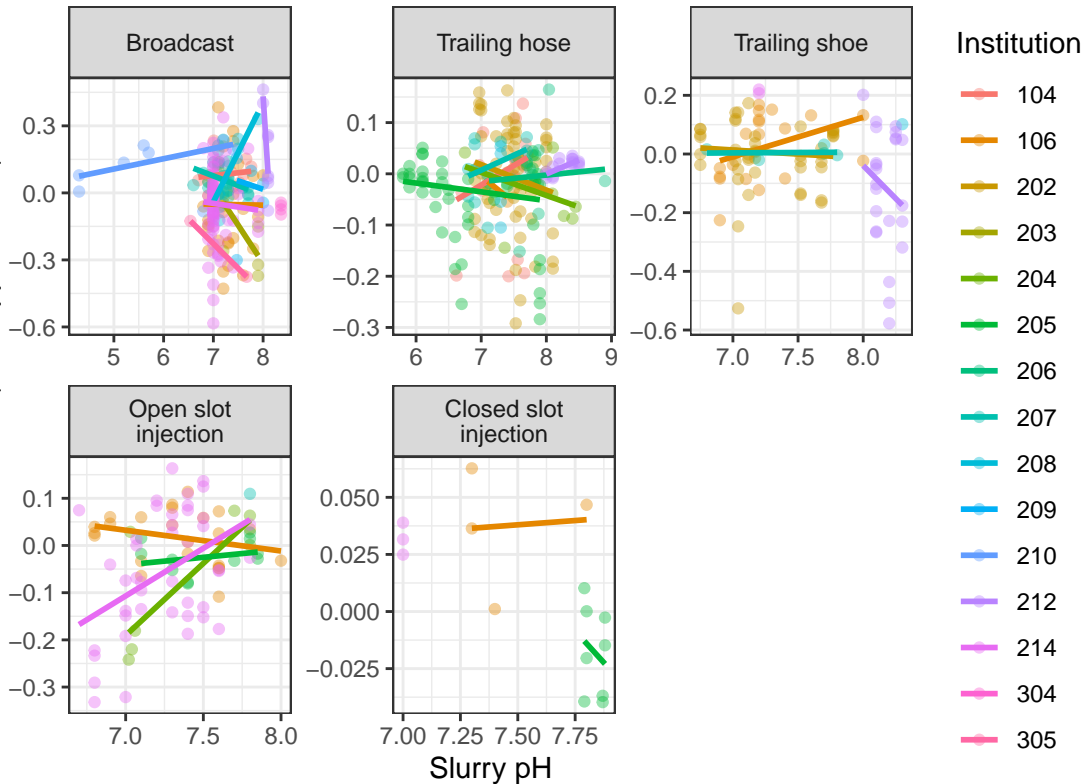 Broadcast
0.3
0.0
−0.3
−0.6
5 6 7 8
Trailing hose
0.1
0.0
−0.1
−0.2
−0.3
6 7 8 9
Trailing shoe
0.2
0.0
−0.2
−0.4
−0.6
7.0 7.5 8.0
Open slot
injection
0.1
0.0
−0.1
−0.2
−0.3
7.0 7.5 8.0
Closed slot
injection
0.050
0.025
0.000
−0.025
7.00 7.25 7.50 7.75
Slurry pH
Institution
104
106
202
203
204
205
206
207
208
209
210
212
214
304
305